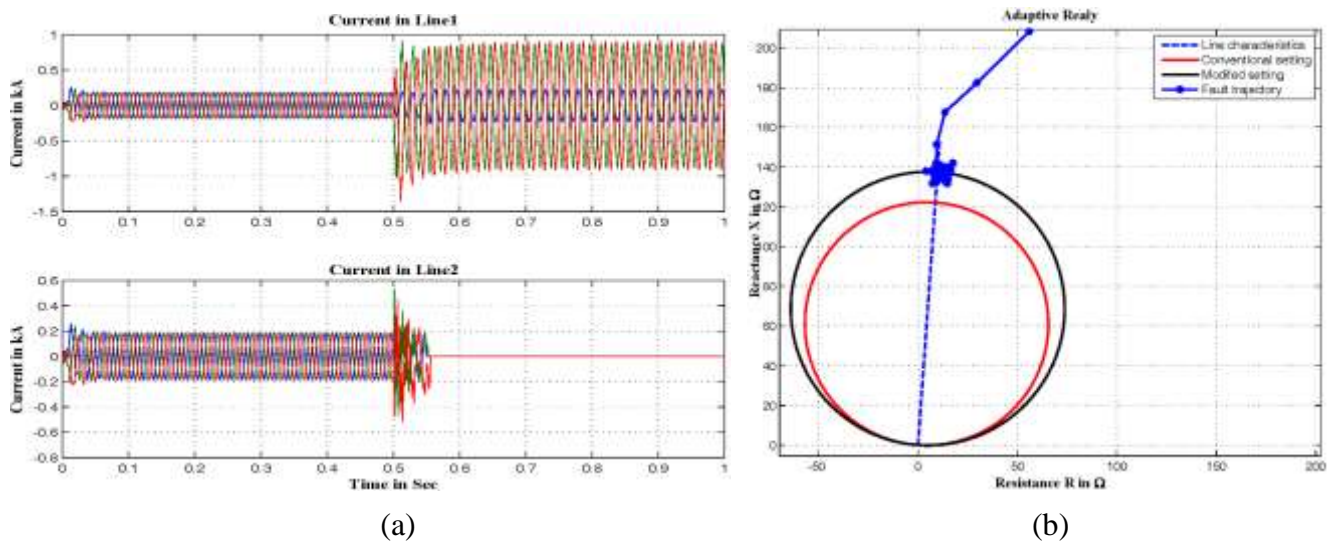 Current in Line1
Current in kA
1
0.5
0
-0.5
-1
-1.5
0 0.1 0.2 0.3 0.4 0.5 0.6 0.7 0.8 0.9 1
Current in Line2
Current in kA
0.6
0.4
0.2
0
-0.2
-0.4
-0.6
-0.8
0 0.1 0.2 0.3 0.4 0.5 0.6 0.7 0.8 0.9 1
Time in Sec
(a)
Adaptive Realy
Line characteristics
Conventional setting
Modifed setting
Fault trajectory
Reactance X in Ω
200
180
160
140
120
100
80
60
40
20
0
-50 0 50 100 150 200
Resistance R in Ω
(b)